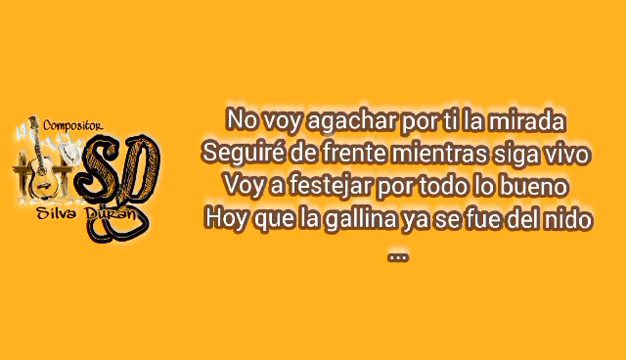 Compositor
SD
Silva Durán
No voy agachar por ti la mirada
Seguiré de frente mientras siga vivo
Voy a festejar por todo lo bueno
Hoy que la gallina ya se fue del nido
...